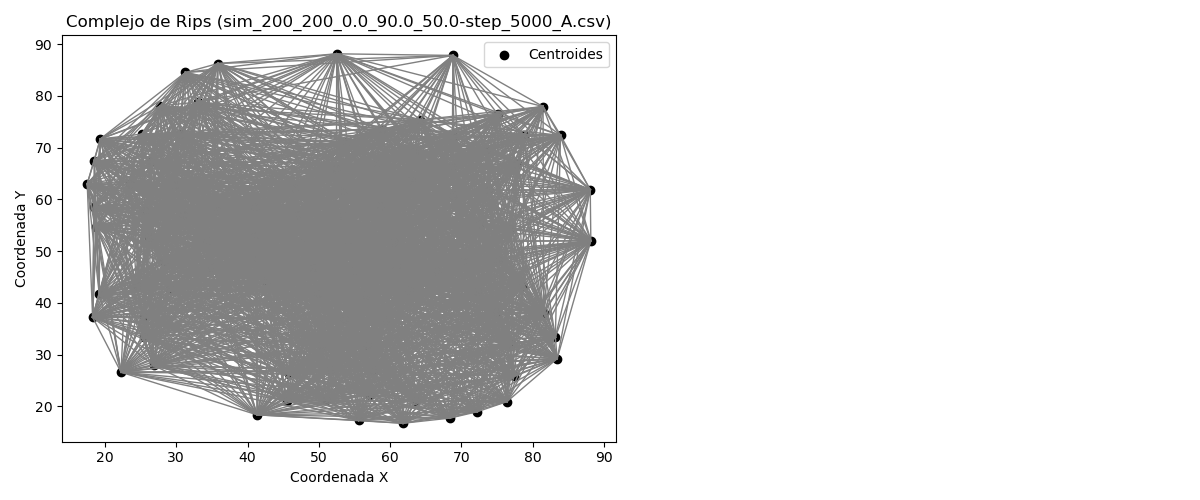 Complejo de Rips (sim_200_200_0.0_90.0_50.0-step_5000_A.csv)
Centroides
Coordenada Y
90
80
70
60
50
40
30
20
20 30 40 50 60 70 80 90
Coordenada X